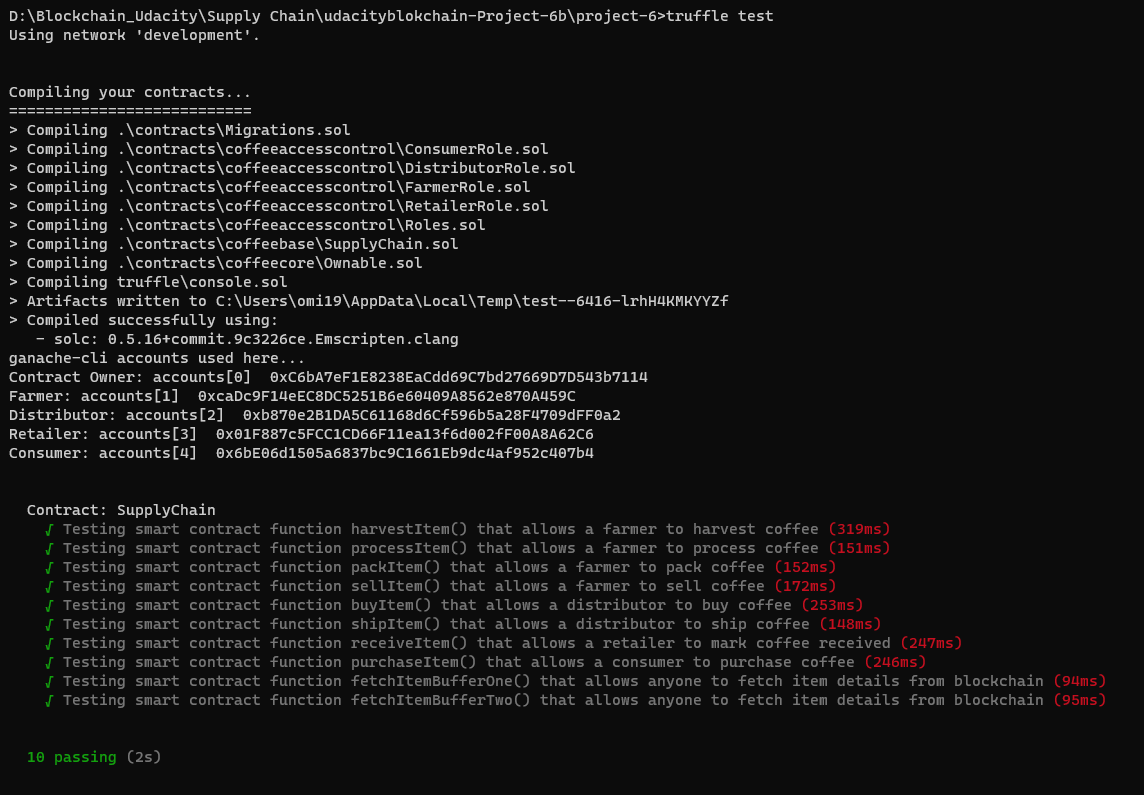 D:\Blockchain_Udacity\Supply Chain\udacityblokchain-Project-6b\project-6>truffle test
Using network 'development'.
Compiling your contracts...
===========================
> Compiling .\contracts\Migrations.sol
> Compiling .\contracts\coffeeaccesscontrol\ConsumerRole.sol
> Compiling .\contracts\coffeeaccesscontrol\DistributorRole.sol
> Compiling .\contracts\coffeeaccesscontrol\FarmerRole.sol
> Compiling .\contracts\coffeeaccesscontrol\RetailerRole.sol
> Compiling .\contracts\coffeeaccesscontrol\Roles.sol
> Compiling .\contracts\coffeebase\SupplyChain.sol
> Compiling .\contracts\coffeecore\Ownable.sol
> Compiling truffle\console.sol
> Artifacts written to C:\Users\omi19\AppData\Local\Temp\test--6416-lrhH4KMKYYZf
> Compiled successfully using:
   - solc: 0.5.16+commit.9c3226ce.Emscripten.clang
ganache-cli accounts used here...
Contract Owner: accounts[0]  0xC6bA7eF1E8238EaCdd69C7bd27669D7D543b7114
Farmer: accounts[1]  0xcaDc9F14eEC8DC5251B6e60409A8562e870A459C
Distributor: accounts[2]  0xb870e2B1DA5C61168d6Cf596b5a28F4709dFF0a2
Retailer: accounts[3]  0x01F887c5FCC1CD66F11ea13f6d002fF00A8A62C6
Consumer: accounts[4]  0x6bE06d1505a6837bc9C1661Eb9dc4af952c407b4
  Contract: SupplyChain
    √ Testing smart contract function harvestItem() that allows a farmer to harvest coffee (319ms)
    √ Testing smart contract function processItem() that allows a farmer to process coffee (151ms)
    √ Testing smart contract function packItem() that allows a farmer to pack coffee (152ms)
    √ Testing smart contract function sellItem() that allows a farmer to sell coffee (172ms)
    √ Testing smart contract function buyItem() that allows a distributor to buy coffee (253ms)
    √ Testing smart contract function shipItem() that allows a distributor to ship coffee (148ms)
    √ Testing smart contract function receiveItem() that allows a retailer to mark coffee received (247ms)
    √ Testing smart contract function purchaseItem() that allows a consumer to purchase coffee (246ms)
    √ Testing smart contract function fetchItemBufferOne() that allows anyone to fetch item details from blockchain (94ms)
    √ Testing smart contract function fetchItemBufferTwo() that allows anyone to fetch item details from blockchain (95ms)
  10 passing (2s)